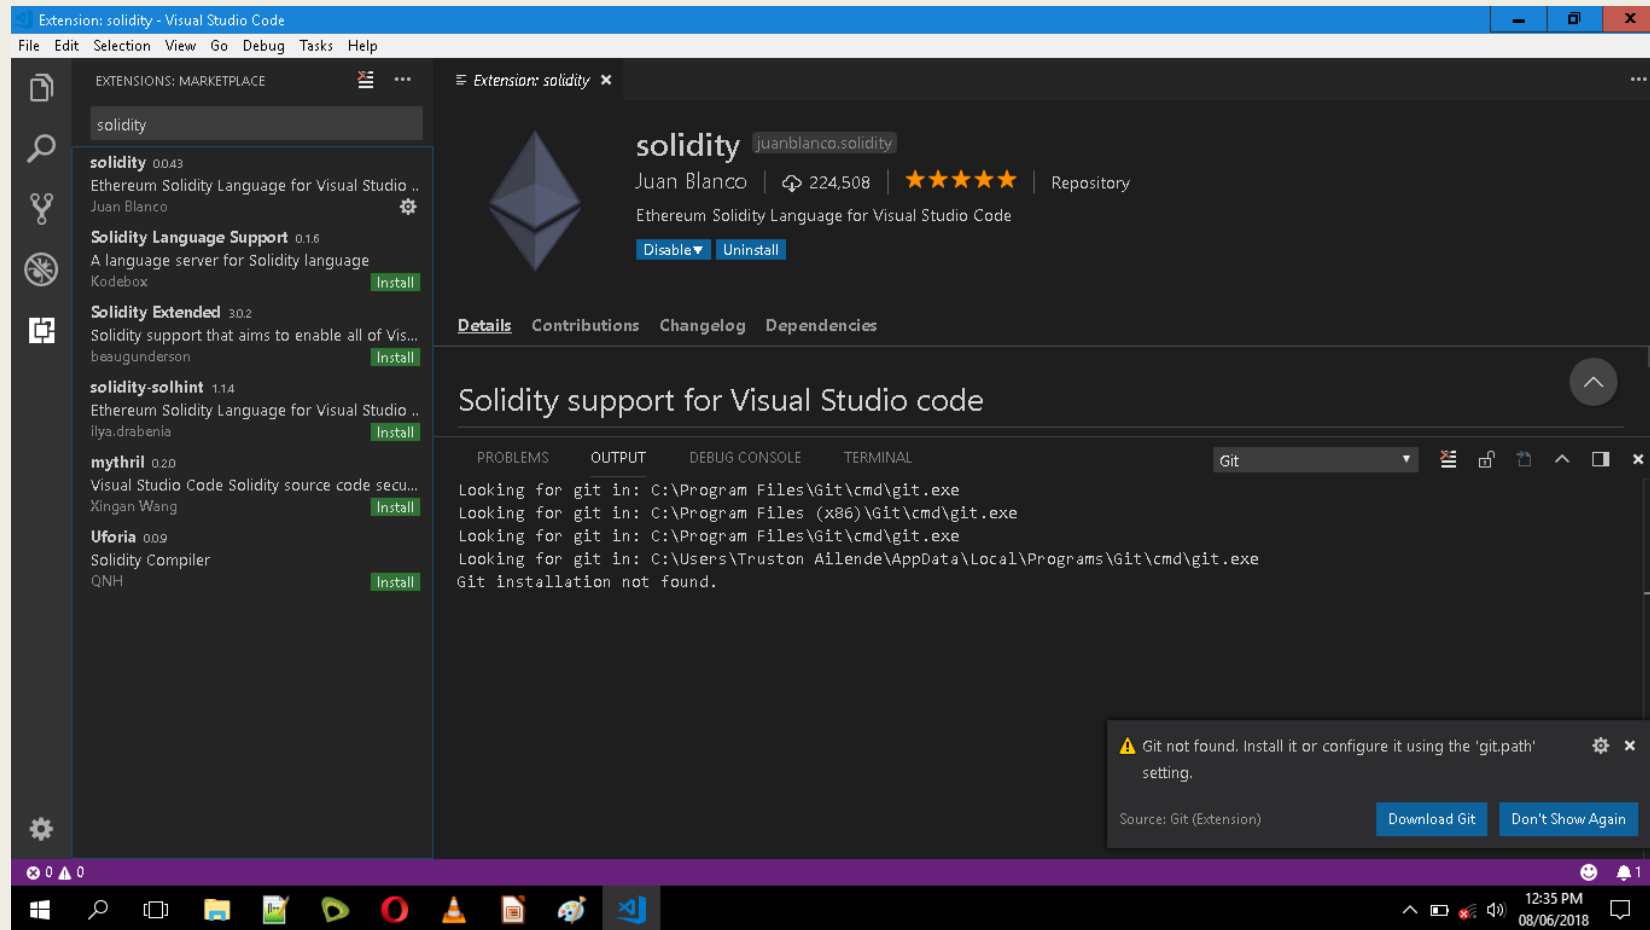 Extension: solidity - Visual Studio Code
File Edit Selection View Go Debug Tasks Help
EXTENSIONS: MARKETPLACE
solidity
solidity 0.0.43
Ethereum Solidity Language for Visual Studio ..
Juan Blanco
Solidity Language Support 0.1.6
A language server for Solidity language
Kodebox
Install
Solidity Extended 3.0.2
Solidity support that aims to enable all of Vis...
beaugunderson
Install
solidity-solhint 1.1.4
Ethereum Solidity Language for Visual Studio ..
ilya.drabenia
Install
mythril 0.2.0
Visual Studio Code Solidity source code secu...
Xingan Wang
Install
Uforia 0.0.9
Solidity Compiler
QNH
Install
Extension: solidity
solidity juanblanco.solidity
Juan Blanco 224,508 Repository
Ethereum Solidity Language for Visual Studio Code
Disable Uninstall
Details Contributions Changelog Dependencies
Solidity support for Visual Studio code
PROBLEMS OUTPUT DEBUG CONSOLE TERMINAL Git
Looking for git in: C:\Program Files\Git\cmd\git.exe
Looking for git in: C:\Program Files (x86)\Git\cmd\git.exe
Looking for git in: C:\Program Files\Git\cmd\git.exe
Looking for git in: C:\Users\Truston Ailende\AppData\Local\Programs\Git\cmd\git.exe
Git installation not found.
Git not found. Install it or configure it using the 'git.path'
setting.
Source: Git (Extension) Download Git Don't Show Again
0 0 1
12:35 PM
08/06/2018